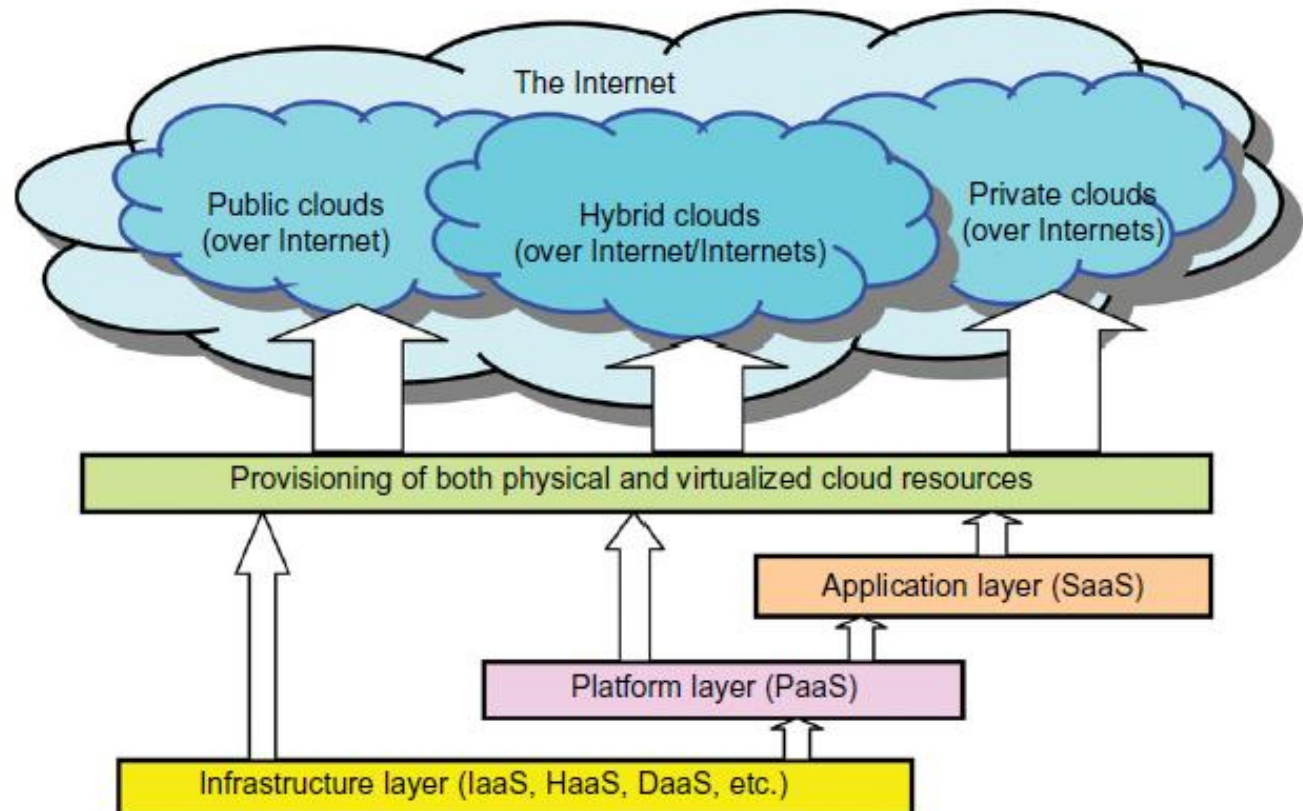 The Internet
Public clouds
(over Internet)
Hybrid clouds
(over Internet/Internets)
Private clouds
(over Internets)
Provisioning of both physical and virtualized cloud resources
Application layer (SaaS)
Platform layer (PaaS)
Infrastructure layer (IaaS, HaaS, DaaS, etc.)